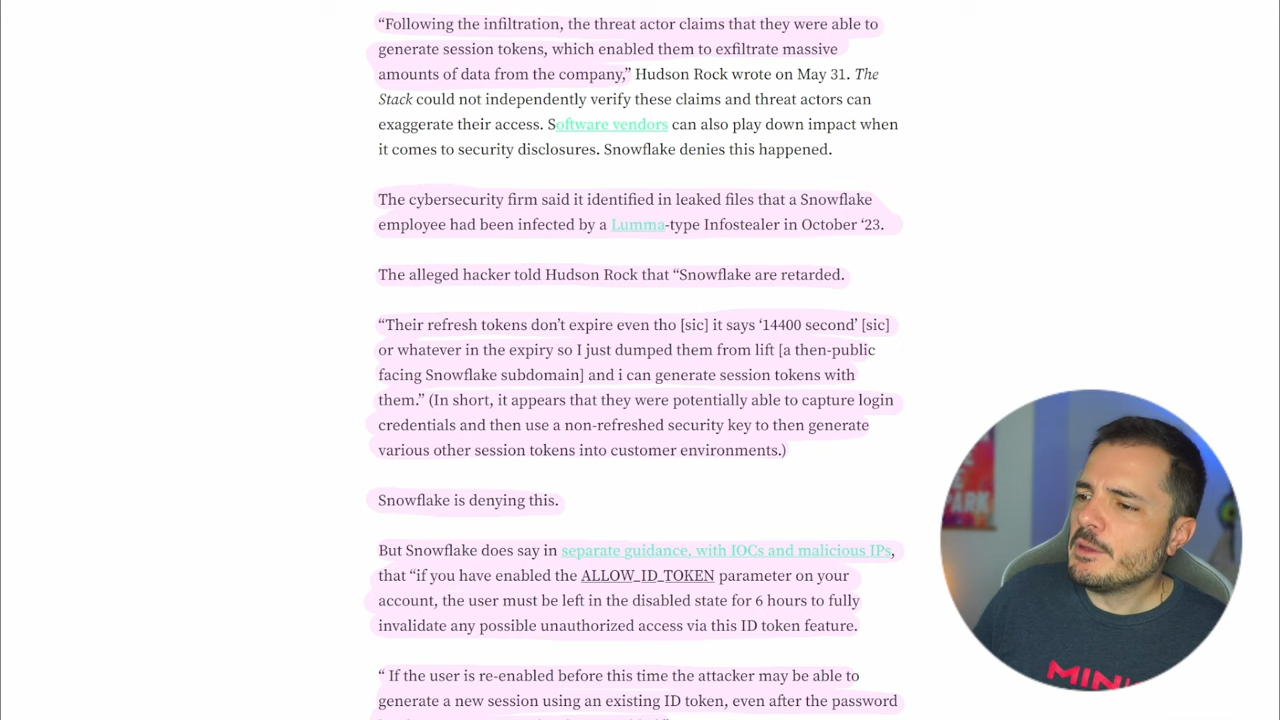 “Following the infiltration, the threat actor claims that they were able to
generate session tokens, which enabled them to exfiltrate massive
amounts of data from the company,” Hudson Rock wrote on May 31. The
Stack could not independently verify these claims and threat actors can
exaggerate their access. Software vendors can also play down impact when
it comes to security disclosures. Snowflake denies this happened.
The cybersecurity firm said it identified in leaked files that a Snowflake
employee had been infected by a Lumma-type Infostealer in October ‘23.
The alleged hacker told Hudson Rock that “Snowflake are retarded.
“Their refresh tokens don’t expire even tho [sic] it says ‘14400 second’ [sic]
or whatever in the expiry so I just dumped them from lift [a then-public
facing Snowflake subdomain] and i can generate session tokens with
them.” (In short, it appears that they were potentially able to capture login
credentials and then use a non-refreshed security key to then generate
various other session tokens into customer environments.)
Snowflake is denying this.
But Snowflake does say in separate guidance, with IOCs and malicious IPs,
that “if you have enabled the ALLOW_ID_TOKEN parameter on your
account, the user must be left in the disabled state for 6 hours to fully
invalidate any possible unauthorized access via this ID token feature.
“ If the user is re-enabled before this time the attacker may be able to
generate a new session using an existing ID token, even after the password
MIN
PARK